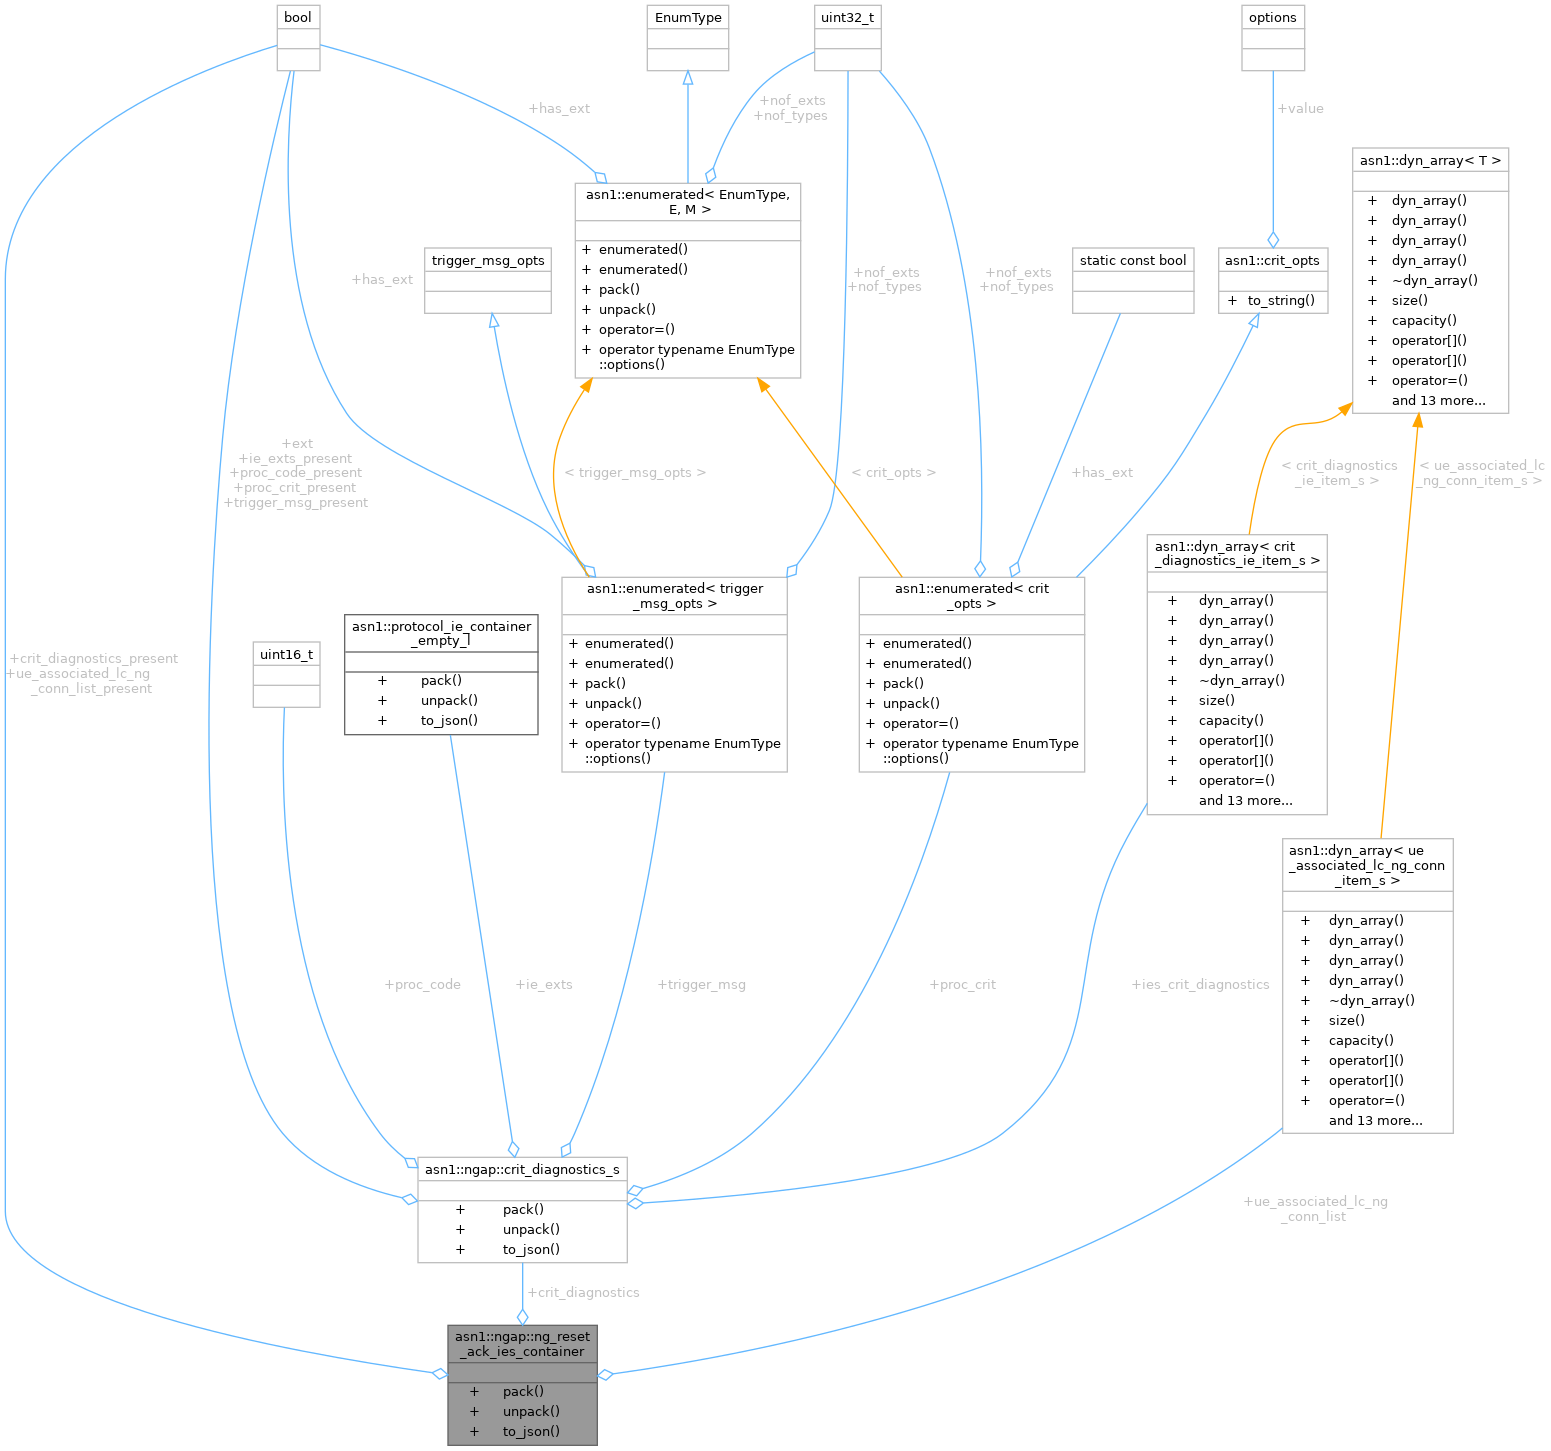 bool
EnumType
uint32_t
options
+has_ext
+nof_exts
+nof_types
+value
asn1::dyn_array< T >
+ dyn_array()
+ dyn_array()
+ dyn_array()
+ dyn_array()
+ ~dyn_array()
+ size()
+ capacity()
+ operator[]()
+ operator[]()
+ operator=()
and 13 more...
asn1::enumerated< EnumType,
E, M >
+ enumerated()
+ enumerated()
+ pack()
+ unpack()
+ operator=()
+ operator typename EnumType
::options()
trigger_msg_opts
static const bool
asn1::crit_opts
+ to_string()
+has_ext
+nof_exts
+nof_types
+nof_exts
+nof_types
+ext
+ie_exts_present
+proc_code_present
+proc_crit_present
+trigger_msg_present
< trigger_msg_opts >
< crit_opts >
+has_ext
< crit_diagnostics
_ie_item_s >
< ue_associated_lc
_ng_conn_item_s >
asn1::dyn_array< crit
_diagnostics_ie_item_s >
+ dyn_array()
+ dyn_array()
+ dyn_array()
+ dyn_array()
+ ~dyn_array()
+ size()
+ capacity()
+ operator[]()
+ operator[]()
+ operator=()
and 13 more...
asn1::enumerated< trigger
_msg_opts >
+ enumerated()
+ enumerated()
+ pack()
+ unpack()
+ operator=()
+ operator typename EnumType
::options()
asn1::enumerated< crit
_opts >
+ enumerated()
+ enumerated()
+ pack()
+ unpack()
+ operator=()
+ operator typename EnumType
::options()
asn1::protocol_ie_container
_empty_l
+ pack()
+ unpack()
+ to_json()
uint16_t
+crit_diagnostics_present
+ue_associated_lc_ng
_conn_list_present
asn1::dyn_array< ue
_associated_lc_ng_conn
_item_s >
+ dyn_array()
+ dyn_array()
+ dyn_array()
+ dyn_array()
+ ~dyn_array()
+ size()
+ capacity()
+ operator[]()
+ operator[]()
+ operator=()
and 13 more...
+proc_code
+ie_exts
+trigger_msg
+proc_crit
+ies_crit_diagnostics
asn1::ngap::crit_diagnostics_s
+ pack()
+ unpack()
+ to_json()
+ue_associated_lc_ng
_conn_list
+crit_diagnostics
asn1::ngap::ng_reset
_ack_ies_container
+ pack()
+ unpack()
+ to_json()